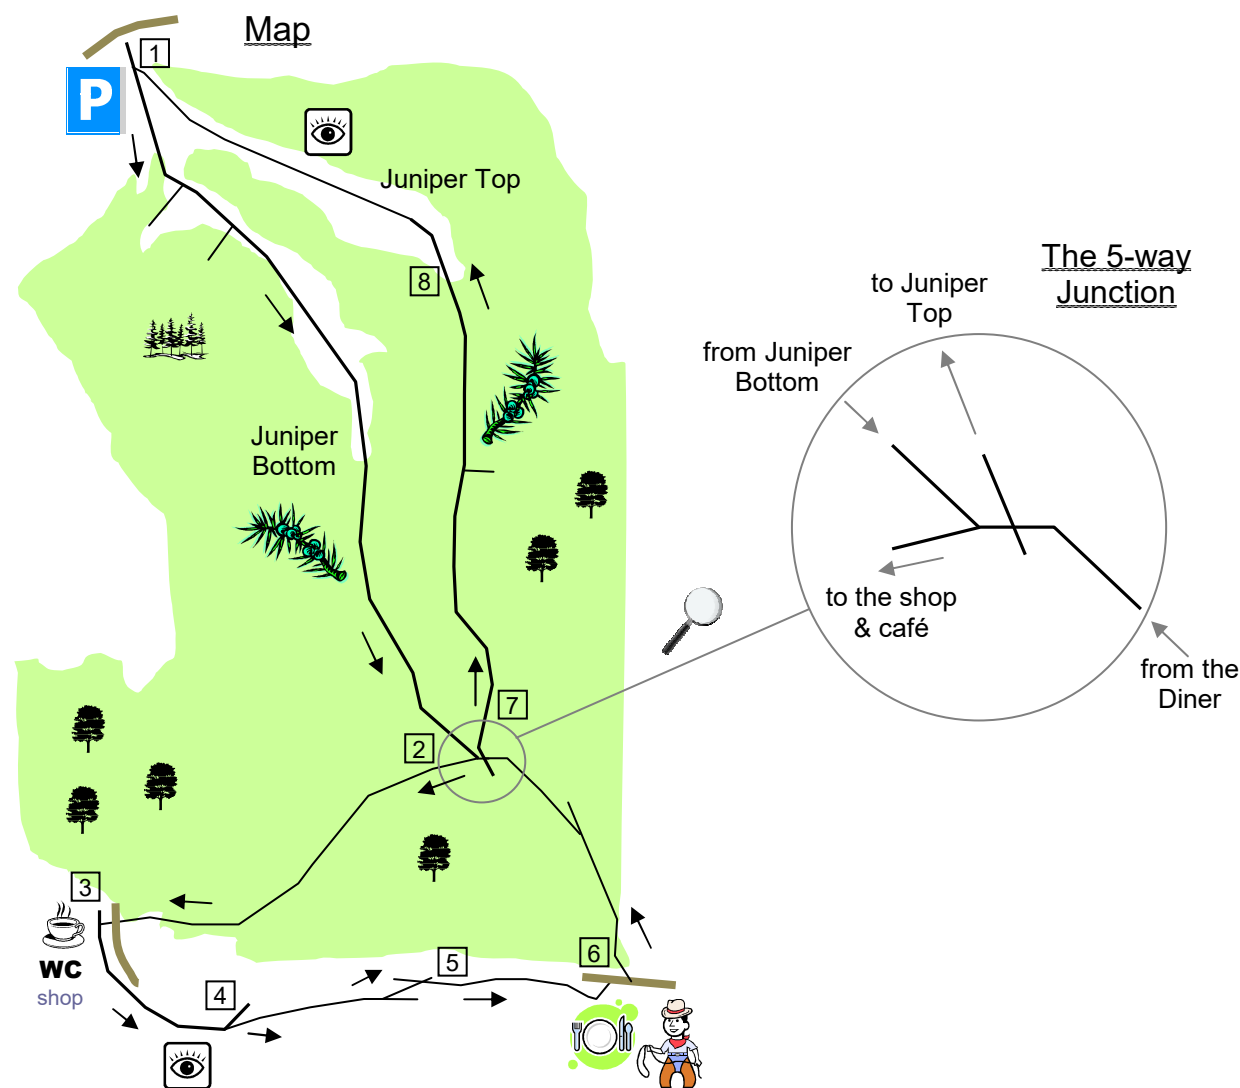 Map
1
P
Juniper Top
8
Juniper
Bottom
7
2
3
WC
shop
4
5
6
The 5-way
Junction
to Juniper
Top
from Juniper
Bottom
to the shop
& café
from the
Diner